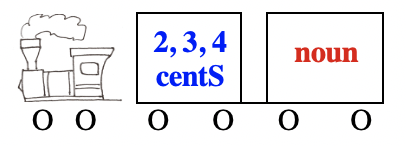 2, 3, 4
centS
noun
O O O O O O